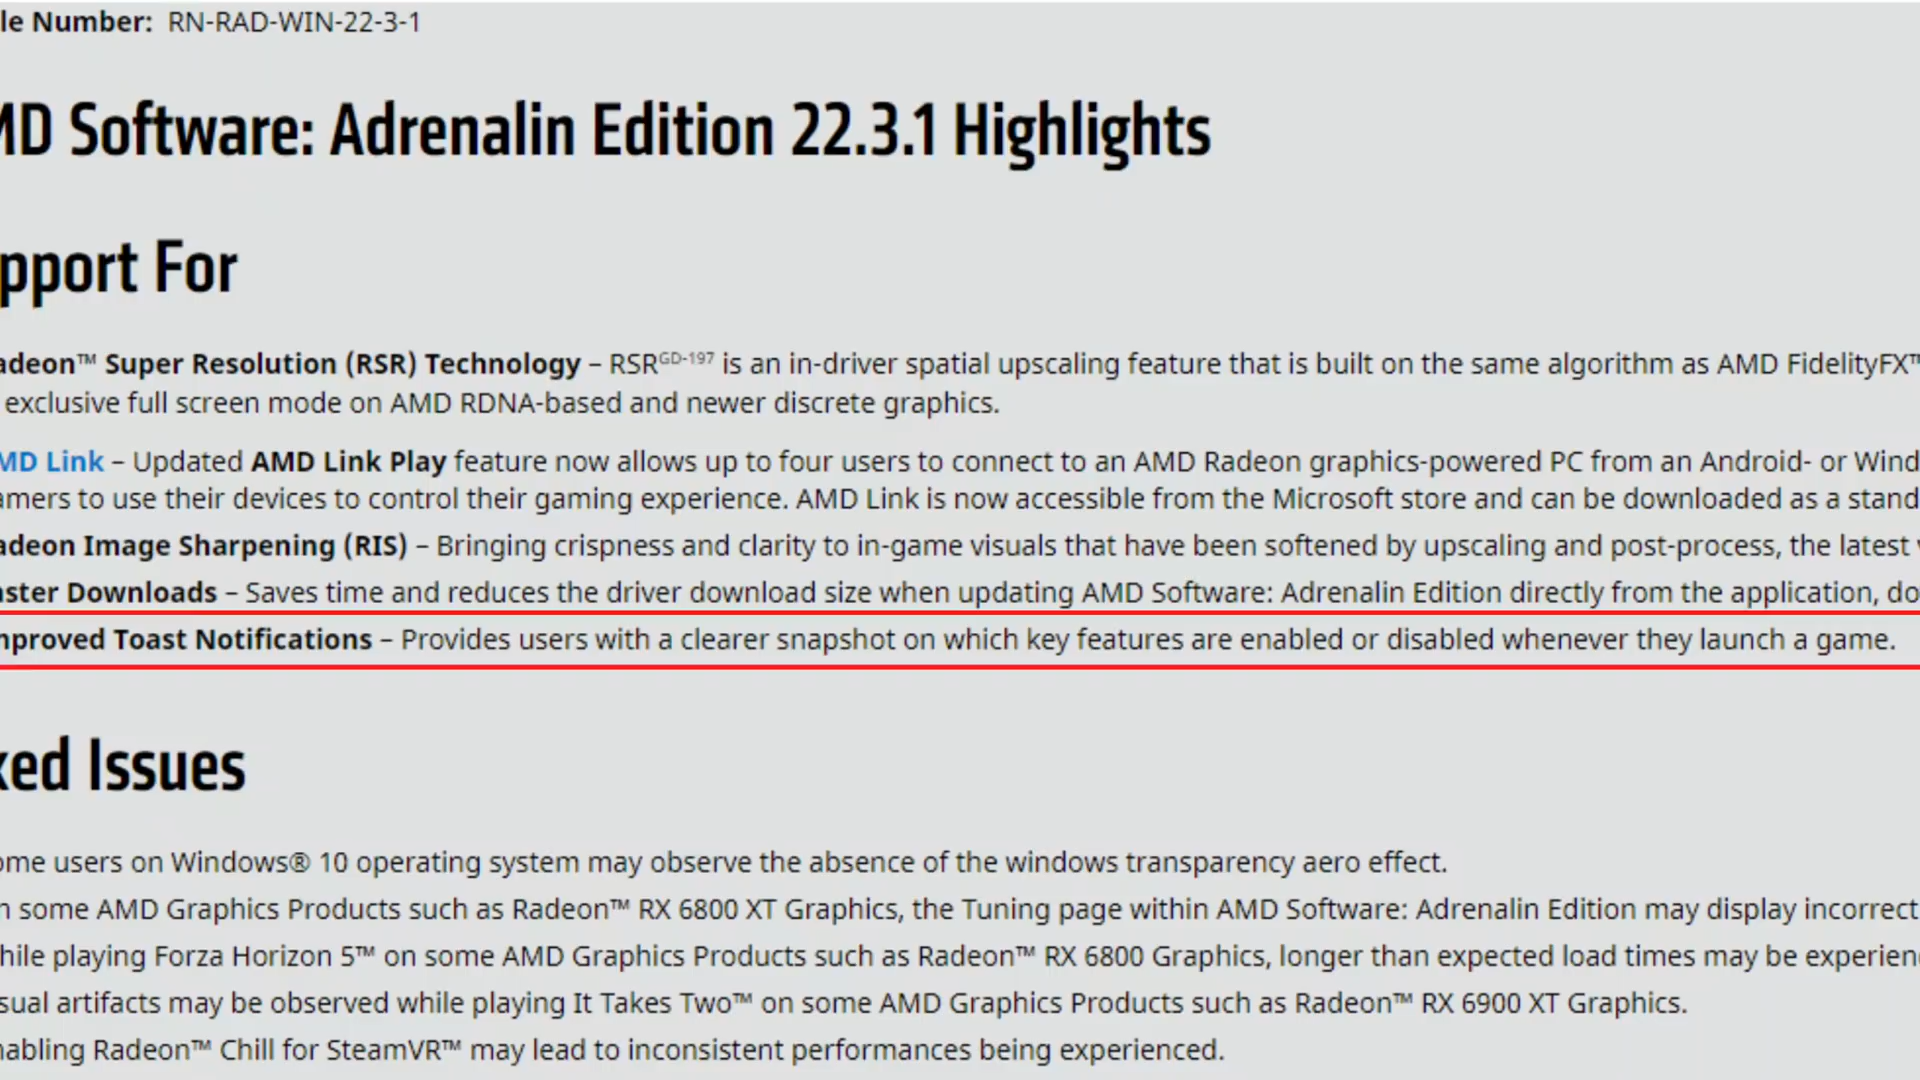 le Number: RN-RAD-WIN-22-3-1
MD Software: Adrenalin Edition 22.3.1 Highlights
pport For
adeon™ Super Resolution (RSR) Technology – RSRGD-197 is an in-driver spatial upscaling feature that is built on the same algorithm as AMD FidelityFX™
exclusive full screen mode on AMD RDNA-based and newer discrete graphics.
MD Link – Updated AMD Link Play feature now allows up to four users to connect to an AMD Radeon graphics-powered PC from an Android- or Wind
amers to use their devices to control their gaming experience. AMD Link is now accessible from the Microsoft store and can be downloaded as a stand
adeon Image Sharpening (RIS) – Bringing crispness and clarity to in-game visuals that have been softened by upscaling and post-process, the latest
aster Downloads – Saves time and reduces the driver download size when updating AMD Software: Adrenalin Edition directly from the application, do
mproved Toast Notifications – Provides users with a clearer snapshot on which key features are enabled or disabled whenever they launch a game.
xed Issues
ome users on Windows® 10 operating system may observe the absence of the windows transparency aero effect.
n some AMD Graphics Products such as Radeon™ RX 6800 XT Graphics, the Tuning page within AMD Software: Adrenalin Edition may display incorrect
hile playing Forza Horizon 5™ on some AMD Graphics Products such as Radeon™ RX 6800 Graphics, longer than expected load times may be experien
sual artifacts may be observed while playing It Takes Two™ on some AMD Graphics Products such as Radeon™ RX 6900 XT Graphics.
nabling Radeon™ Chill for SteamVR™ may lead to inconsistent performances being experienced.